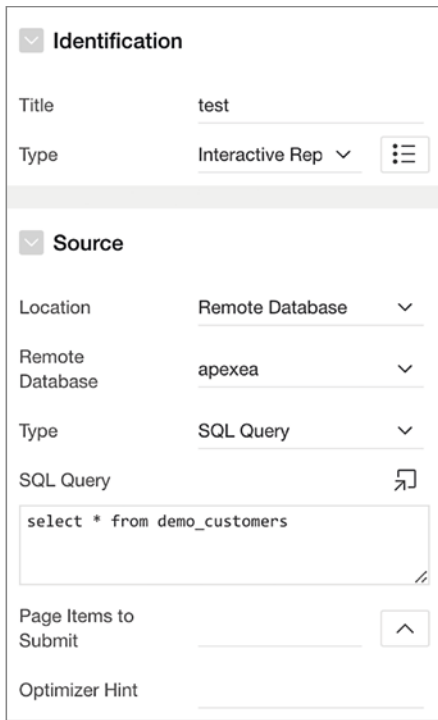 Identification
Title test
Type Interactive Rep
Source
Location Remote Database
Remote
Database apexea
Type SQL Query
SQL Query
select * from demo_customers
Page Items to
Submit
Optimizer Hint